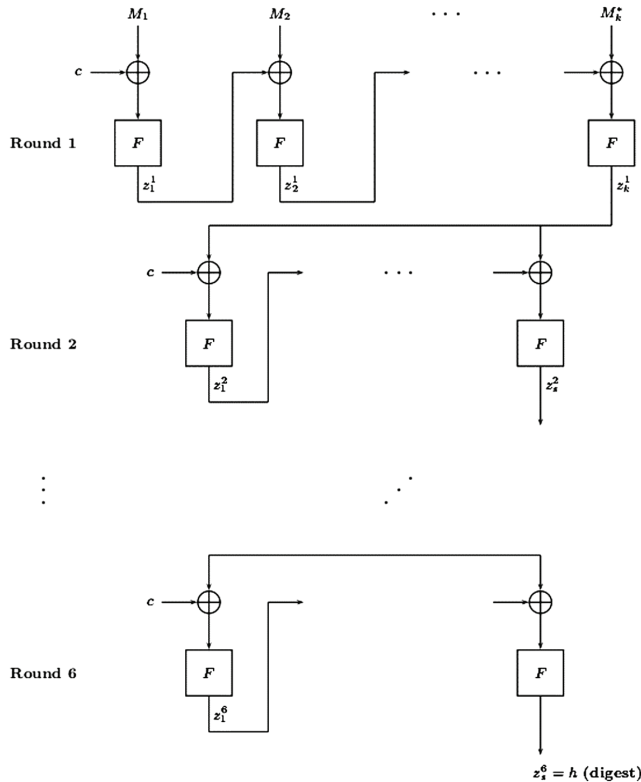 M₁ M₂ · · · M*ₖ
c · · ·
Round 1 F F F
z¹₁ z¹₂ z¹ₖ
c · · ·
Round 2 F F
z²₁ z²ₛ
c
Round 6 F F
z⁶₁
z⁶ₛ = h (digest)